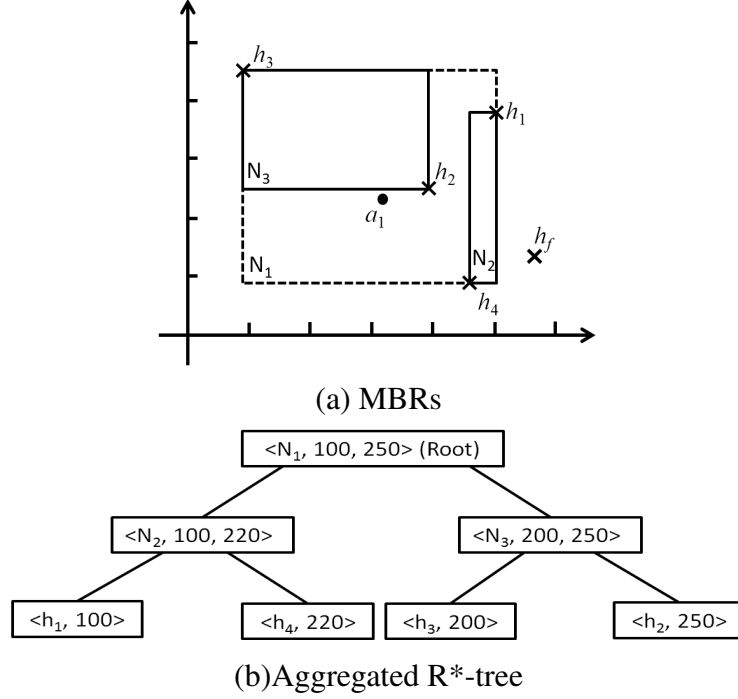 h₃
h₁
N₃
h₂
a₁
h_f
N₁
N₂
h₄
(a) MBRs
<N₁, 100, 250> (Root)
<N₂, 100, 220>
<N₃, 200, 250>
<h₁, 100>
<h₄, 220>
<h₃, 200>
<h₂, 250>
(b)Aggregated R*-tree